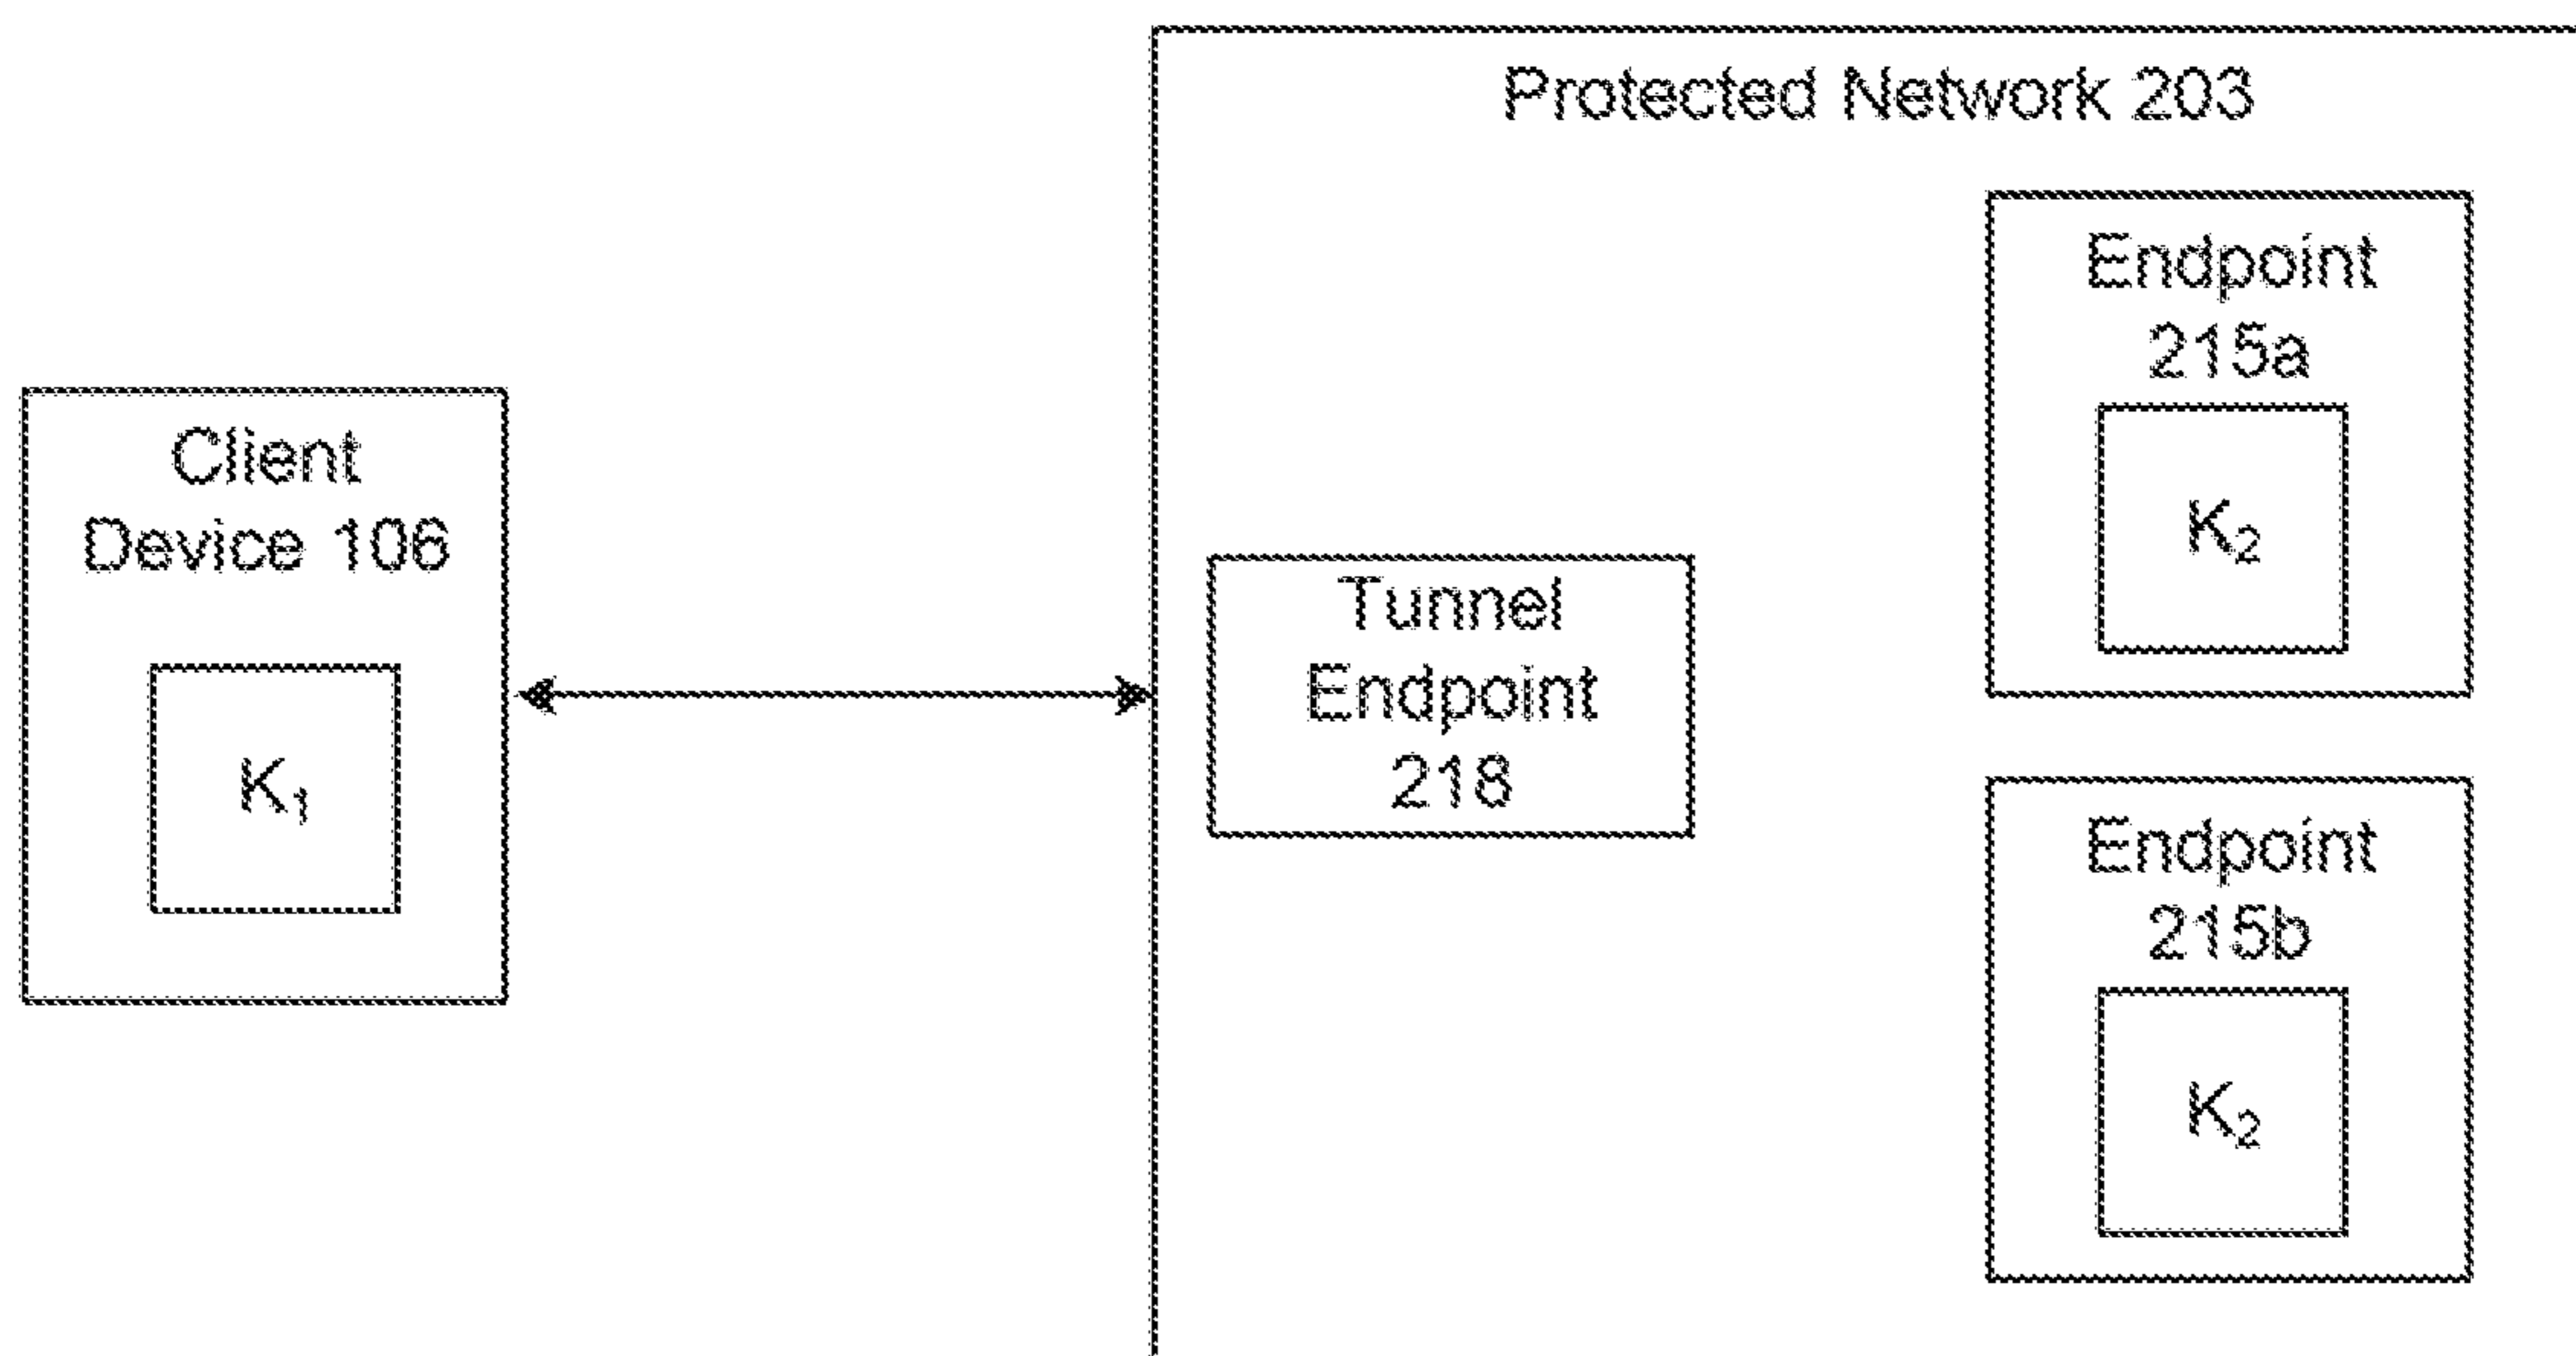 Protected Network 203
Client
Device 106
K₁
Tunnel
Endpoint
218
Endpoint
215a
K₂
Endpoint
215b
K₂